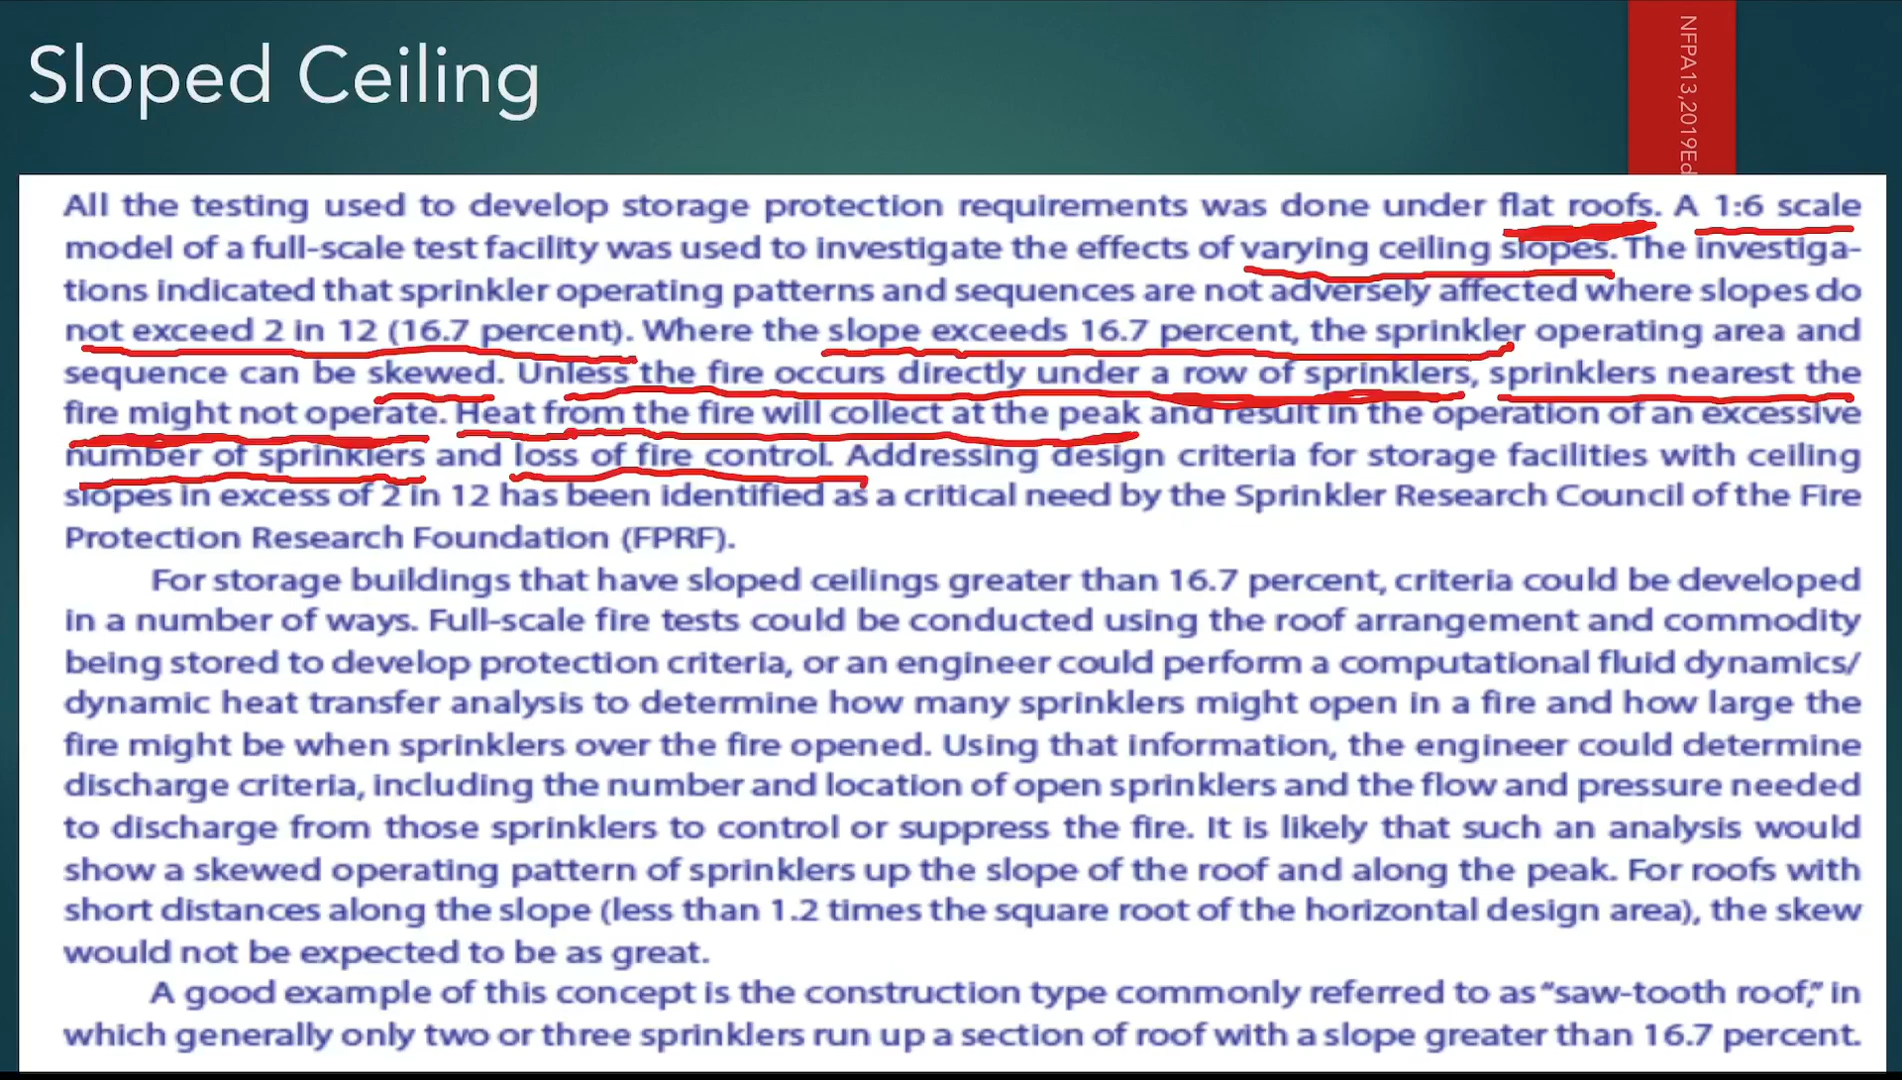 Sloped Ceiling
NFPA13,2019Ed
All the testing used to develop storage protection requirements was done under flat roofs. A 1:6 scale
model of a full-scale test facility was used to investigate the effects of varying ceiling slopes. The investiga-
tions indicated that sprinkler operating patterns and sequences are not adversely affected where slopes do
not exceed 2 in 12 (16.7 percent). Where the slope exceeds 16.7 percent, the sprinkler operating area and
sequence can be skewed. Unless the fire occurs directly under a row of sprinklers, sprinklers nearest the
fire might not operate. Heat from the fire will collect at the peak and result in the operation of an excessive
number of sprinklers and loss of fire control. Addressing design criteria for storage facilities with ceiling
slopes in excess of 2 in 12 has been identified as a critical need by the Sprinkler Research Council of the Fire
Protection Research Foundation (FPRF).
For storage buildings that have sloped ceilings greater than 16.7 percent, criteria could be developed
in a number of ways. Full-scale fire tests could be conducted using the roof arrangement and commodity
being stored to develop protection criteria, or an engineer could perform a computational fluid dynamics/
dynamic heat transfer analysis to determine how many sprinklers might open in a fire and how large the
fire might be when sprinklers over the fire opened. Using that information, the engineer could determine
discharge criteria, including the number and location of open sprinklers and the flow and pressure needed
to discharge from those sprinklers to control or suppress the fire. It is likely that such an analysis would
show a skewed operating pattern of sprinklers up the slope of the roof and along the peak. For roofs with
short distances along the slope (less than 1.2 times the square root of the horizontal design area), the skew
would not be expected to be as great.
A good example of this concept is the construction type commonly referred to as “saw-tooth roof,” in
which generally only two or three sprinklers run up a section of roof with a slope greater than 16.7 percent.